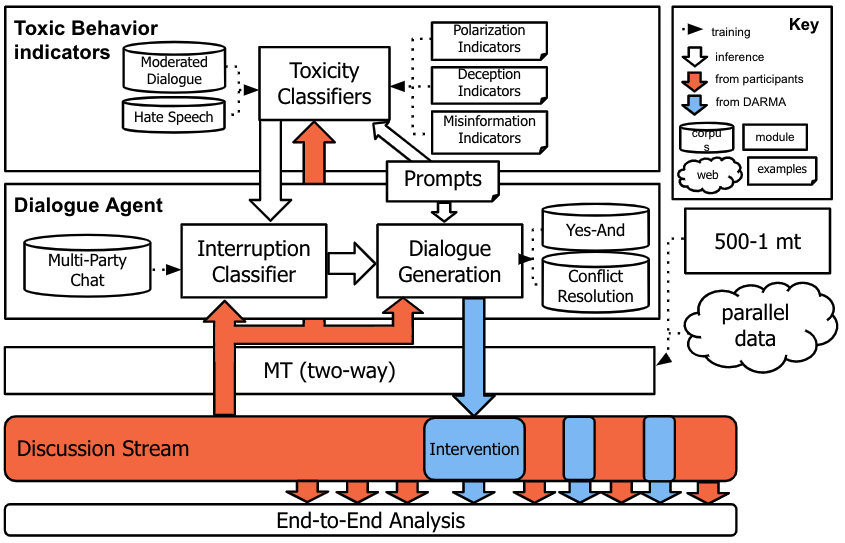 Toxic Behavior
indicators
Moderated
Dialogue
Hate Speech
Toxicity
Classifiers
Polarization
Indicators
Deception
Indicators
Misinformation
Indicators
Prompts
Key
training
inference
from participants
from DARMA
corpu
s
module
web
examples
Dialogue Agent
Multi-Party
Chat
Interruption
Classifier
Dialogue
Generation
Yes-And
Conflict
Resolution
500-1 mt
parallel
data
MT (two-way)
Discussion Stream
Intervention
End-to-End Analysis